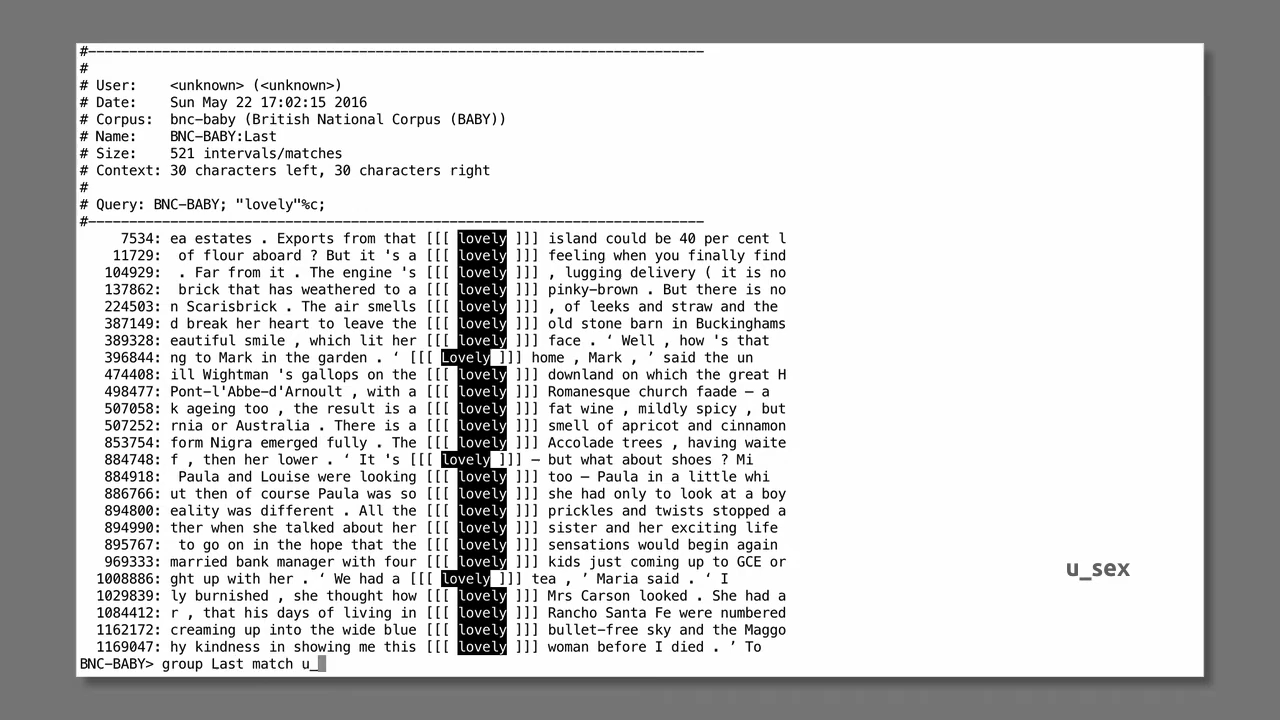 #---------------------------------------------------------------------------
#
# User:    <unknown> (<unknown>)
# Date:    Sun May 22 17:02:15 2016
# Corpus:  bnc-baby (British National Corpus (BABY))
# Name:    BNC-BABY:Last
# Size:    521 intervals/matches
# Context: 30 characters left, 30 characters right
#
# Query: BNC-BABY; "lovely"%c;
#---------------------------------------------------------------------------
7534: ea estates . Exports from that [[[ lovely ]]] island could be 40 per cent l
11729:  of flour aboard ? But it 's a [[[ lovely ]]] feeling when you finally find
104929:  . Far from it . The engine 's [[[ lovely ]]] , lugging delivery ( it is no
137862:  brick that has weathered to a [[[ lovely ]]] pinky-brown . But there is no
224503: n Scarisbrick . The air smells [[[ lovely ]]] , of leeks and straw and the
387149: d break her heart to leave the [[[ lovely ]]] old stone barn in Buckinghams
389328: eautiful smile , which lit her [[[ lovely ]]] face . ‘ Well , how 's that
396844: ng to Mark in the garden . ‘ [[[ Lovely ]]] home , Mark , ’ said the un
474408: ill Wightman 's gallops on the [[[ lovely ]]] downland on which the great H
498477: Pont-l'Abbe-d'Arnoult , with a [[[ lovely ]]] Romanesque church faade — a
507058: k ageing too , the result is a [[[ lovely ]]] fat wine , mildly spicy , but
507252: rnia or Australia . There is a [[[ lovely ]]] smell of apricot and cinnamon
853754: form Nigra emerged fully . The [[[ lovely ]]] Accolade trees , having waite
884748: f , then her lower . ‘ It 's [[[ lovely ]]] — but what about shoes ? Mi
884918:  Paula and Louise were looking [[[ lovely ]]] too — Paula in a little whi
886766: ut then of course Paula was so [[[ lovely ]]] she had only to look at a boy
894800: eality was different . All the [[[ lovely ]]] prickles and twists stopped a
894990: ther when she talked about her [[[ lovely ]]] sister and her exciting life
895767:  to go on in the hope that the [[[ lovely ]]] sensations would begin again
969333: married bank manager with four [[[ lovely ]]] kids just coming up to GCE or
1008886: ght up with her . ‘ We had a [[[ lovely ]]] tea , ’ Maria said . ‘ I
1029839: ly burnished , she thought how [[[ lovely ]]] Mrs Carson looked . She had a
1084412: r , that his days of living in [[[ lovely ]]] Rancho Santa Fe were numbered
1162172: creaming up into the wide blue [[[ lovely ]]] bullet-free sky and the Maggo
1169047: hy kindness in showing me this [[[ lovely ]]] woman before I died . ’ To
BNC-BABY> group Last match u_
u_sex